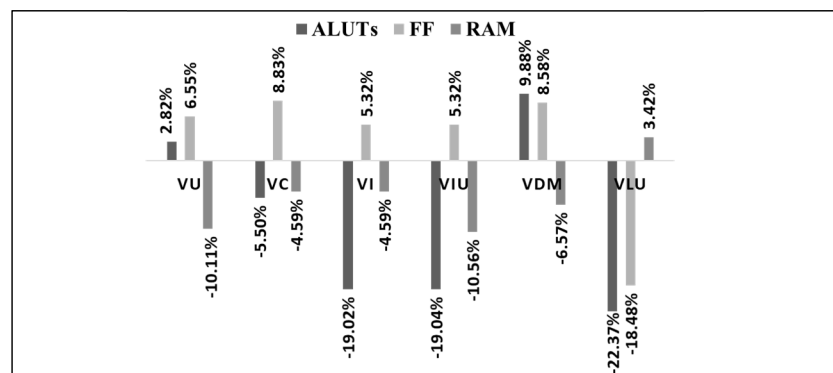 ALUTs FF RAM
2.82% 6.55% 8.83% 5.32% 5.32% 9.88% 8.58% 3.42%
VU VC VI VIU VDM VLU
-10.11% -5.50% -4.59% -19.02% -4.59% -19.04% -10.56% -6.57% -22.37% -18.48%